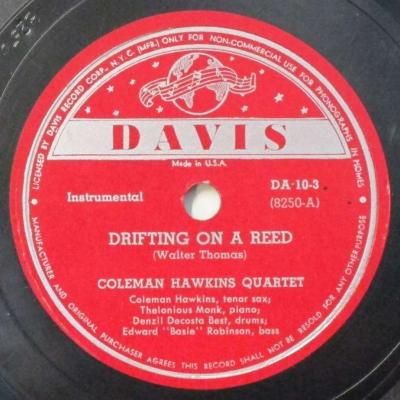 LICENSED BY DAVIS RECORD CORP., N.Y.C. (MFR.) ONLY FOR NON-COMMERCIAL USE FOR PHONOGRAPHS IN HOMES
DAVIS
Made in U.S.A.
Instrumental
DA-10-3
(8250-A)
DRIFTING ON A REED
(Walter Thomas)
COLEMAN HAWKINS QUARTET
Coleman Hawkins, tenor sax;
Thelonious Monk, piano;
Denzil Decosta Best, drums;
Edward "Basie" Robinson, bass
MANUFACTURER AND ORIGINAL PURCHASER AGREES THIS RECORD SHALL NOT BE RESOLD FOR ANY OTHER PURPOSE